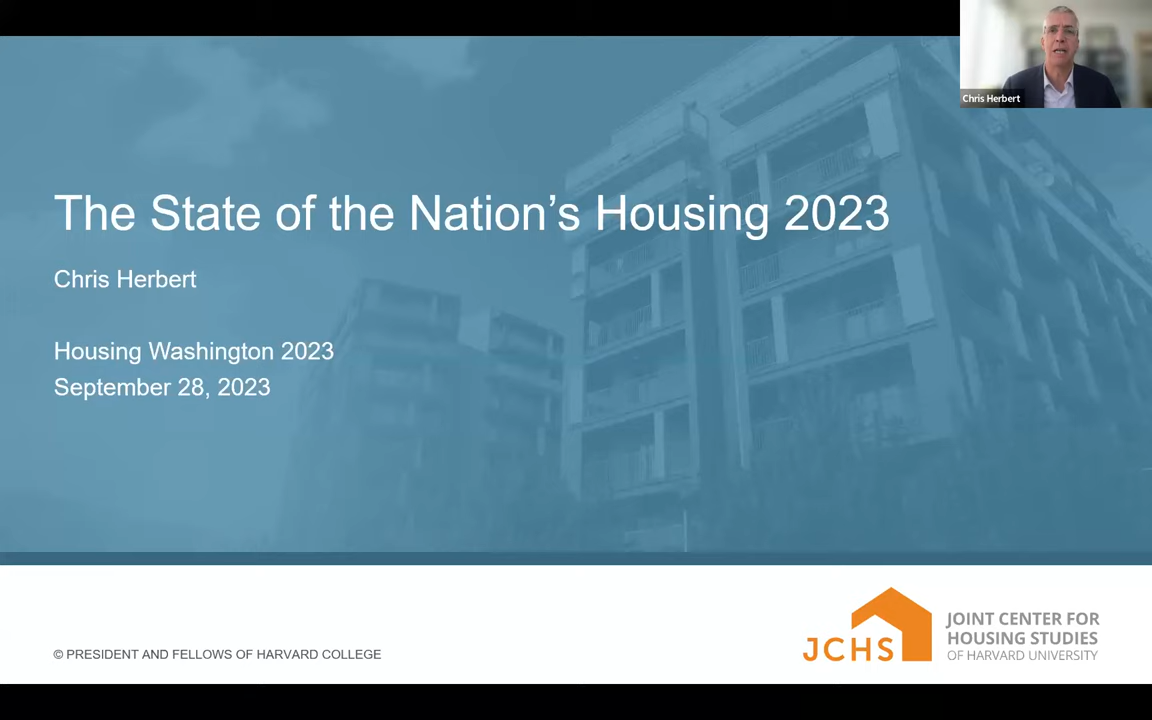 Chris Herbert
The State of the Nation’s Housing 2023
Chris Herbert
Housing Washington 2023
September 28, 2023
© PRESIDENT AND FELLOWS OF HARVARD COLLEGE
JCHS
JOINT CENTER FOR
HOUSING STUDIES
OF HARVARD UNIVERSITY